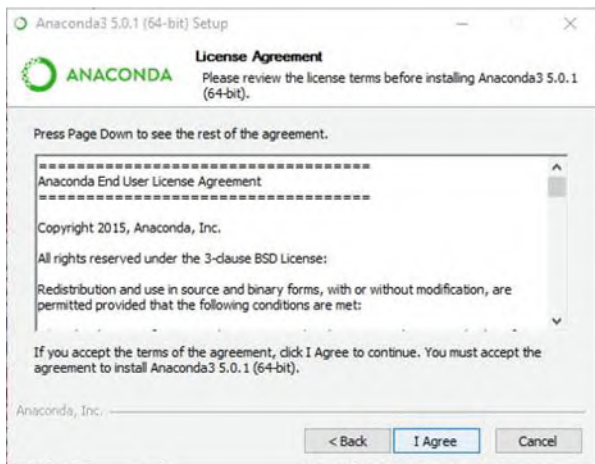 Anaconda3 5.0.1 (64-bit) Setup
ANACONDA
License Agreement
Please review the license terms before installing Anaconda3 5.0.1
(64-bit).
Press Page Down to see the rest of the agreement.
===================================
Anaconda End User License Agreement
===================================
Copyright 2015, Anaconda, Inc.
All rights reserved under the 3-clause BSD License:
Redistribution and use in source and binary forms, with or without modification, are
permitted provided that the following conditions are met:
If you accept the terms of the agreement, click I Agree to continue. You must accept the
agreement to install Anaconda3 5.0.1 (64-bit).
Anaconda, Inc.
< Back
I Agree
Cancel